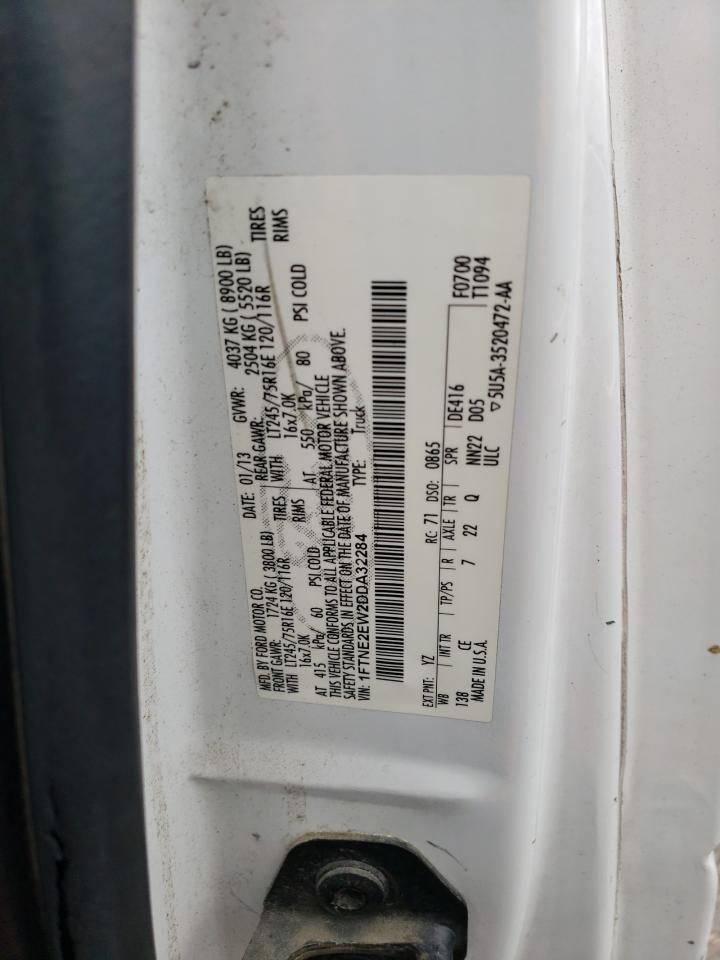 MFD. BY FORD MOTOR CO. DATE: 01/13 GVWR: 4037 KG ( 8900 LB)
FRONT GAWR: 1724 KG ( 3800 LB) REAR GAWR: 2504 KG ( 5520 LB)
WITH LT245/75R16E 120/116R TIRES WITH LT245/75R16E 120/116R TIRES
16x7.0K RIMS 16x7.0K RIMS
AT 415 kPa/ 60 PSI COLD AT 550 kPa/ 80 PSI COLD
THIS VEHICLE CONFORMS TO ALL APPLICABLE FEDERAL MOTOR VEHICLE
SAFETY STANDARDS IN EFFECT ON THE DATE OF MANUFACTURE SHOWN ABOVE.
VIN: 1FTNE2EW2DDA32284 TYPE: Truck
EXT PNT: YZ RC: 71 DSO: 0865
WB INT TR TP/PS R AXLE TR SPR DE416 F0700
138 CE 7 22 Q NN22 D05 TT1094
MADE IN U.S.A. ULC ▽5U5A-3520472-AA